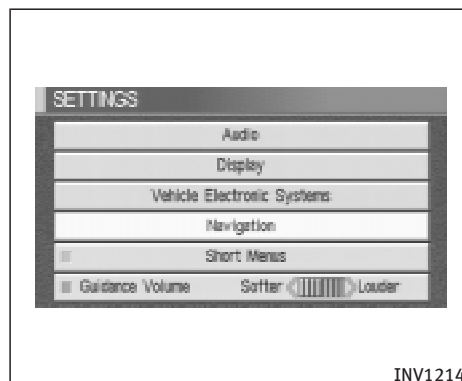 SETTINGS
Audio
Display
Vehicle Electronic Systems
Navigation
Short Menus
Guidance Volume Softer Louder
INV1214